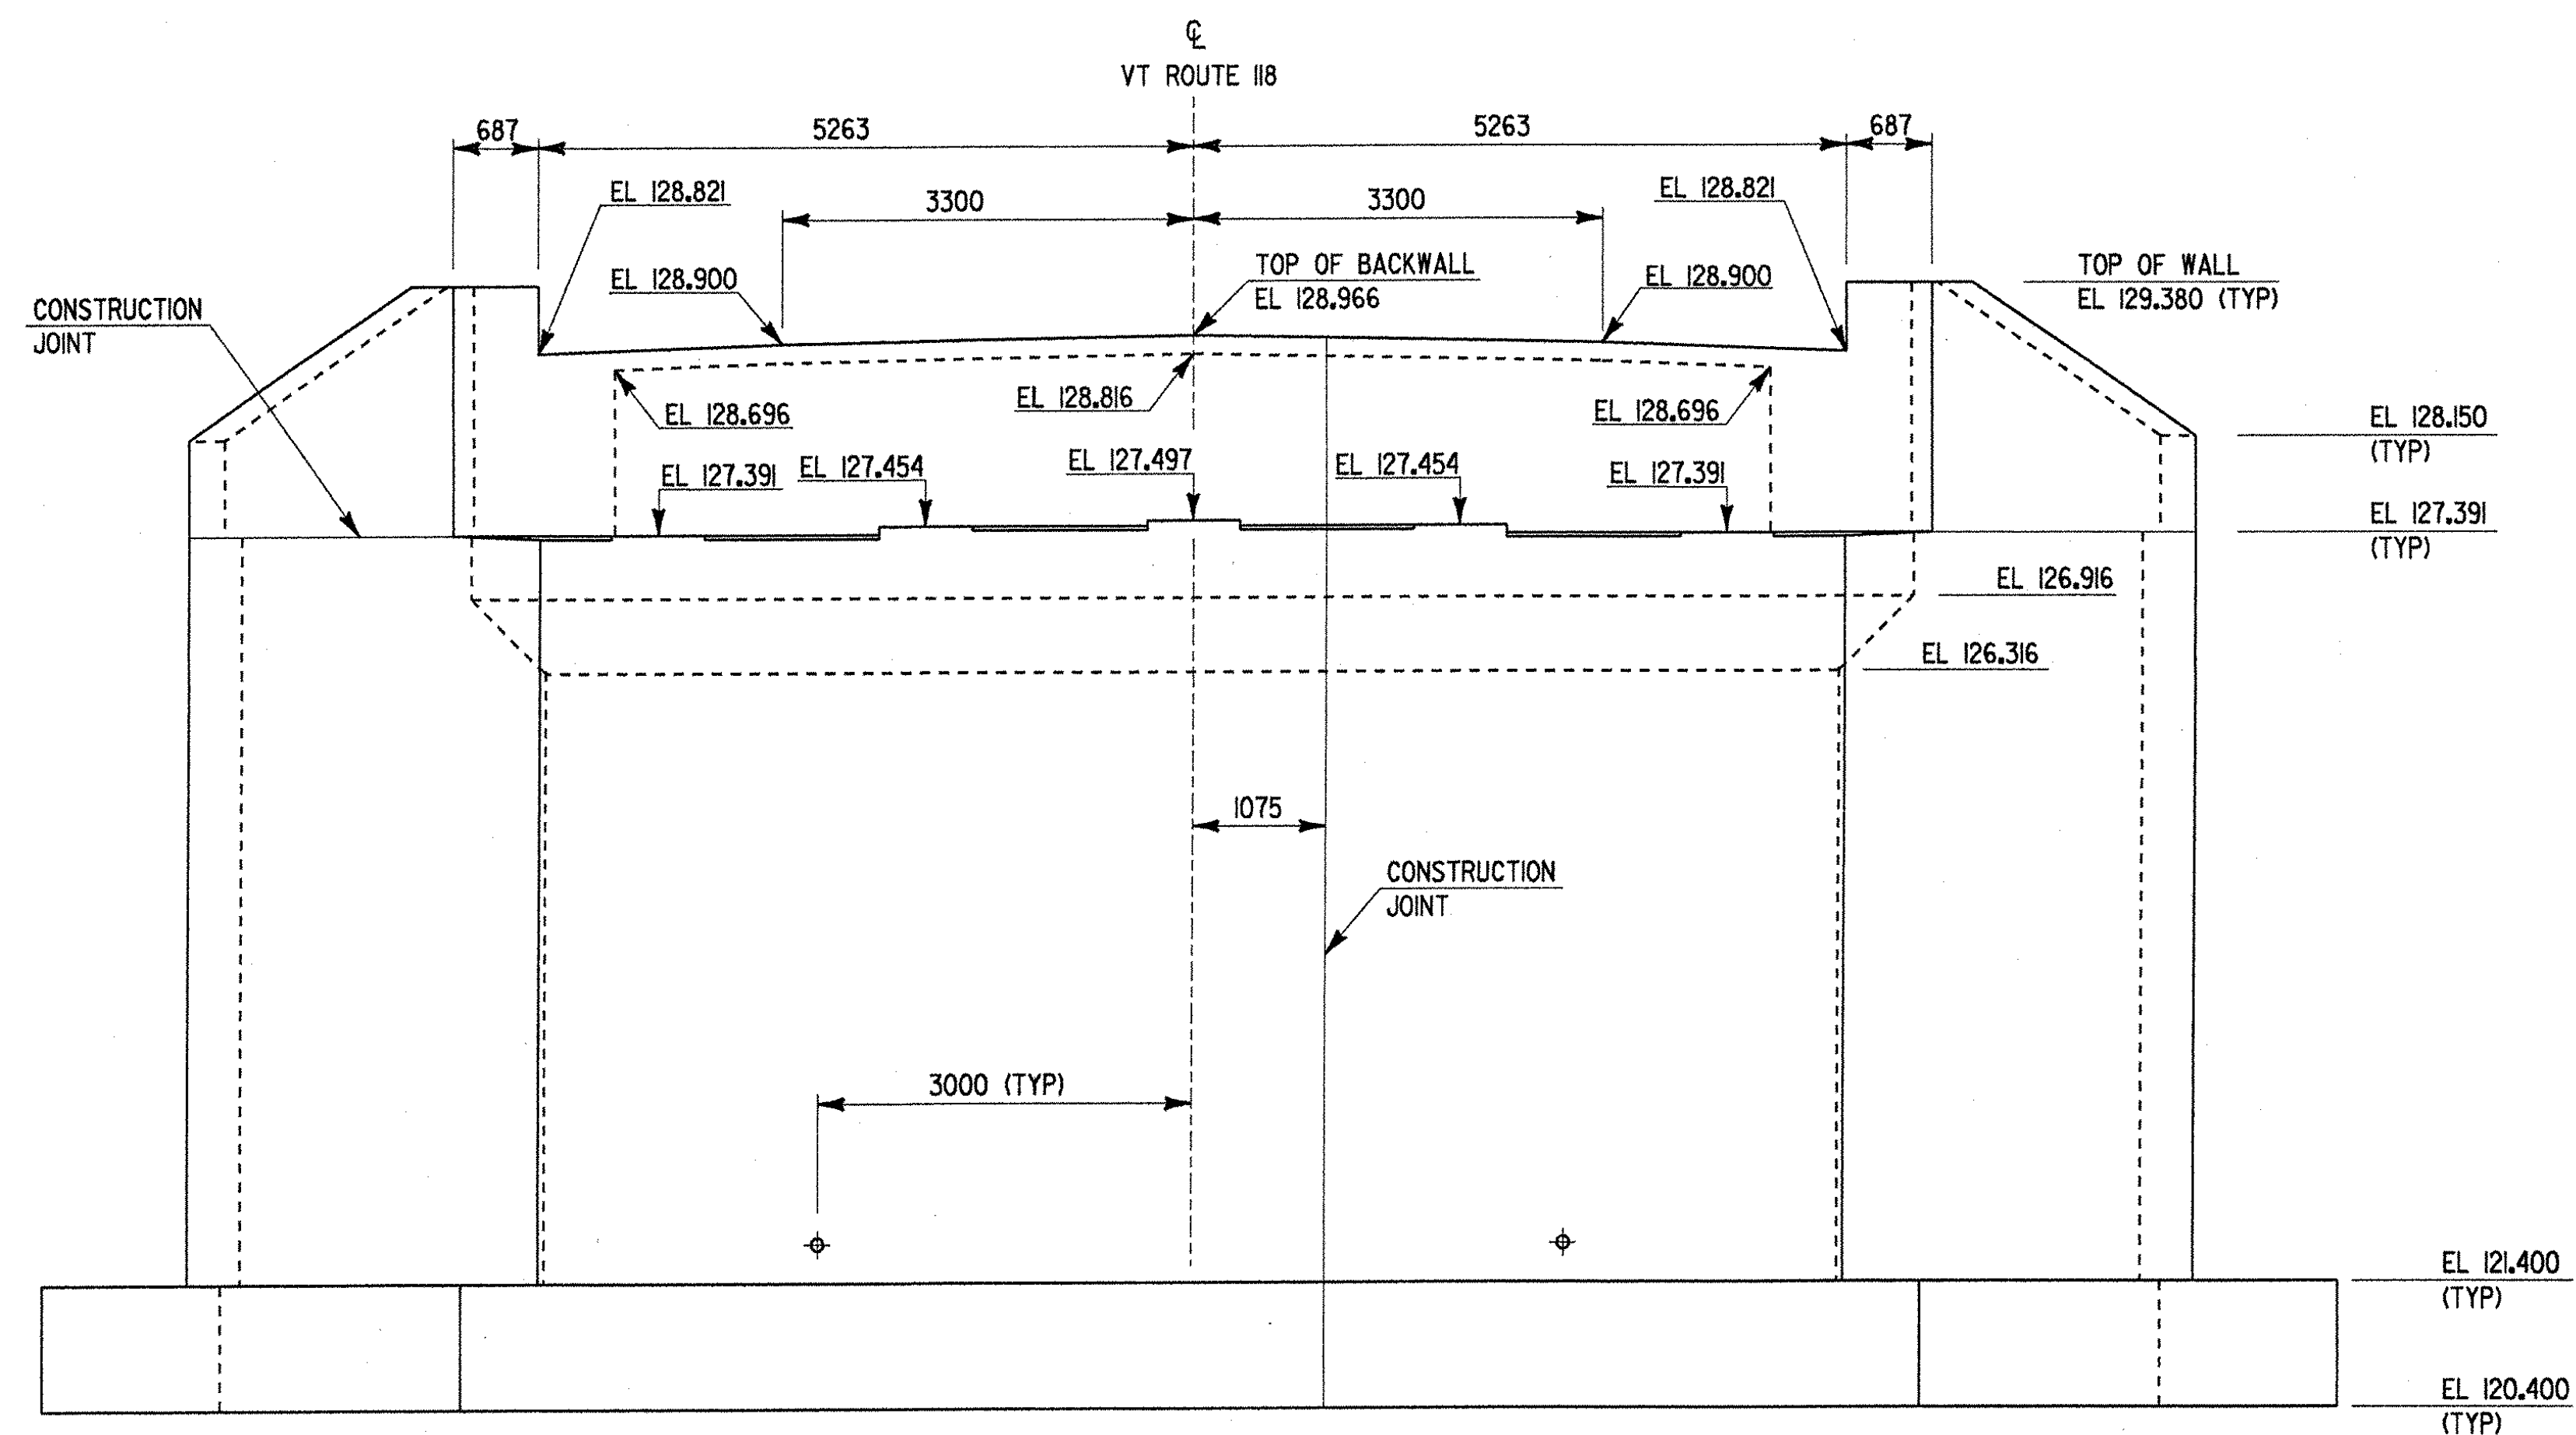 ℄
VT ROUTE 118
687
5263
5263
687
EL 128.821
3300
3300
EL 128.821
EL 128.900
TOP OF BACKWALL
EL 128.966
EL 128.900
TOP OF WALL
EL 129.380 (TYP)
CONSTRUCTION
JOINT
EL 128.696
EL 128.816
EL 128.696
EL 128.150
(TYP)
EL 127.391
EL 127.454
EL 127.497
EL 127.454
EL 127.391
EL 127.391
(TYP)
EL 126.916
EL 126.316
1075
CONSTRUCTION
JOINT
3000 (TYP)
EL 121.400
(TYP)
EL 120.400
(TYP)